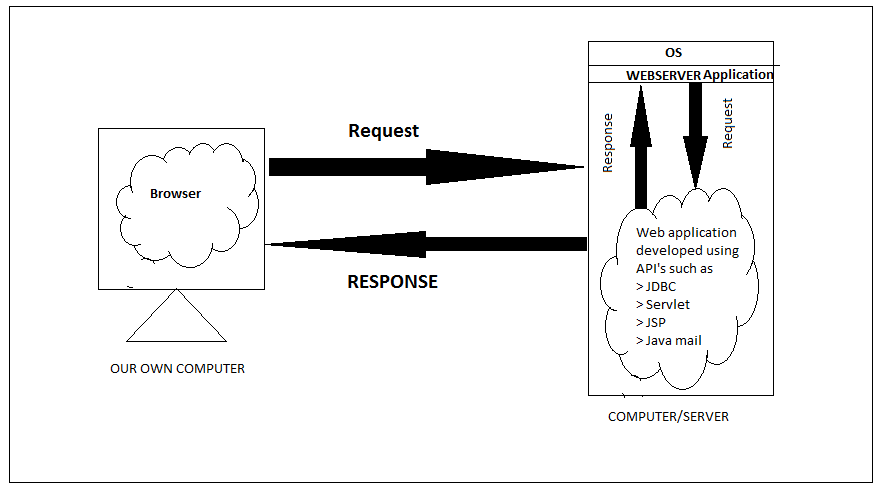 OS
WEBSERVER Application
Request
Response
Request
Browser
Web application
developed using
API's such as
> JDBC
> Servlet
> JSP
> Java mail
RESPONSE
OUR OWN COMPUTER
COMPUTER/SERVER